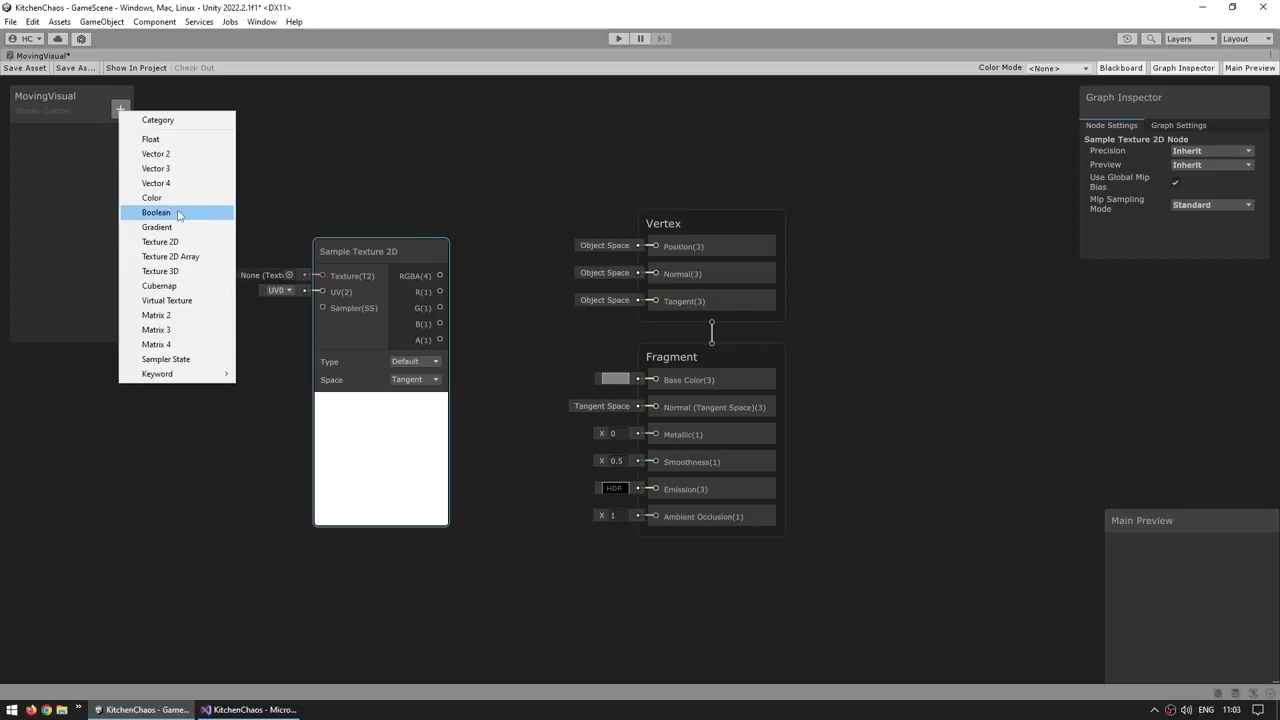 KitchenChaos - GameScene - Windows, Mac, Linux - Unity 2022.2.1f1* <DX11>
File Edit Assets GameObject Component Services Jobs Window Help
HC Layers Layout
MovingVisual*
Save Asset Save As... Show In Project Check Out Color Mode <None> Blackboard Graph Inspector Main Preview
MovingVisual
Shader Graphs
Category
Float
Vector 2
Vector 3
Vector 4
Color
Boolean
Gradient
Texture 2D
Texture 2D Array
Texture 3D
Cubemap
Virtual Texture
Matrix 2
Matrix 3
Matrix 4
Sampler State
Keyword
Sample Texture 2D
None (Textu Texture(T2) RGBA(4)
UV0 UV(2) R(1)
Sampler(SS) G(1)
B(1)
A(1)
Type Default
Space Tangent
Vertex
Object Space Position(3)
Object Space Normal(3)
Object Space Tangent(3)
Fragment
Base Color(3)
Tangent Space Normal (Tangent Space)(3)
X 0 Metallic(1)
X 0.5 Smoothness(1)
HDR Emission(3)
X 1 Ambient Occlusion(1)
Graph Inspector
Node Settings Graph Settings
Sample Texture 2D Node
Precision Inherit
Preview Inherit
Use Global Mip
Bias
Mip Sampling
Mode Standard
Main Preview
KitchenChaos - Game... KitchenChaos - Micro... ENG 11:03